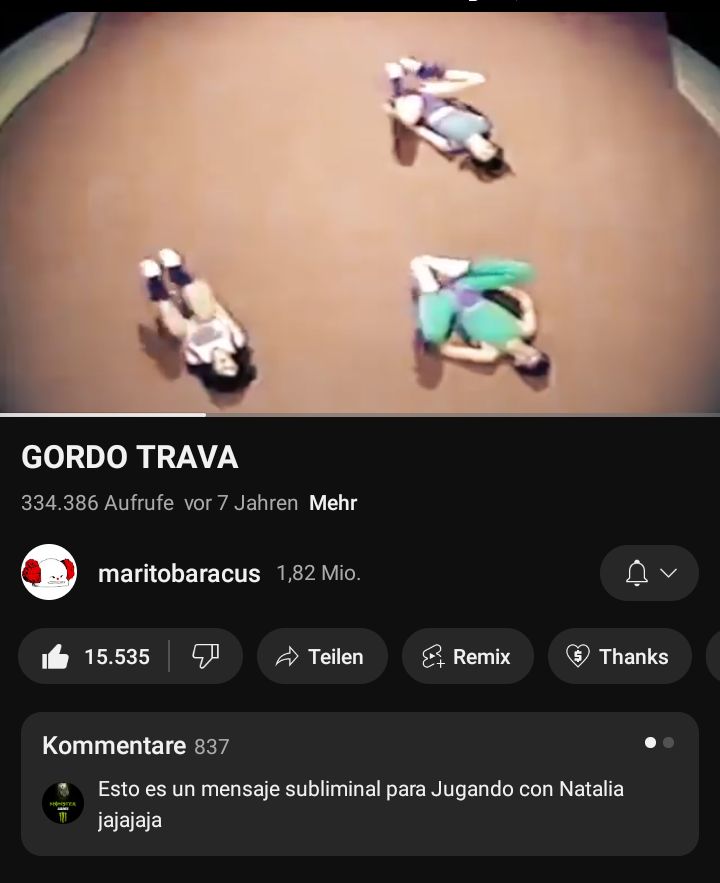 GORDO TRAVA
334.386 Aufrufe vor 7 Jahren Mehr
maritobaracus 1,82 Mio.
15.535 Teilen Remix Thanks
Kommentare 837
Esto es un mensaje subliminal para Jugando con Natalia
jajajaja